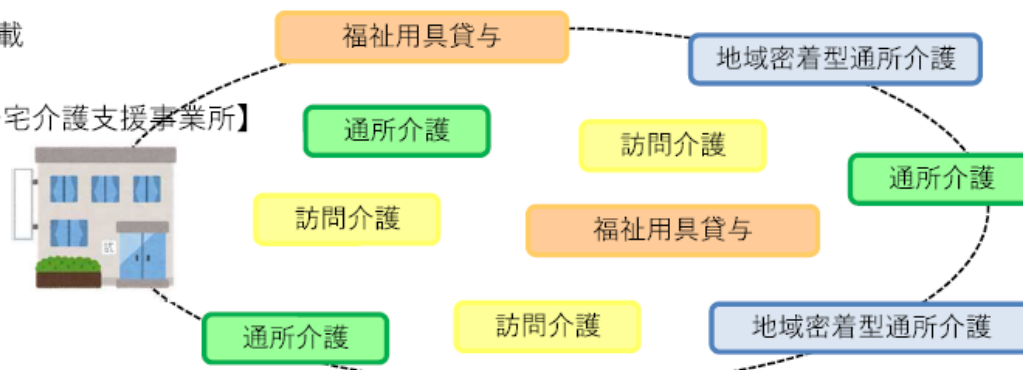 載
福祉用具貸与
地域密着型通所介護
宅介護支援事業所】
通所介護
訪問介護
通所介護
訪問介護
福祉用具貸与
通所介護
訪問介護
地域密着型通所介護